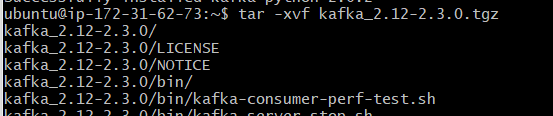 ubuntu@ip-172-31-62-73:~$ tar -xvf kafka_2.12-2.3.0.tgz
kafka_2.12-2.3.0/
kafka_2.12-2.3.0/LICENSE
kafka_2.12-2.3.0/NOTICE
kafka_2.12-2.3.0/bin/
kafka_2.12-2.3.0/bin/kafka-consumer-perf-test.sh
kafka_2.12-2.3.0/bin/kafka-server-stop.sh